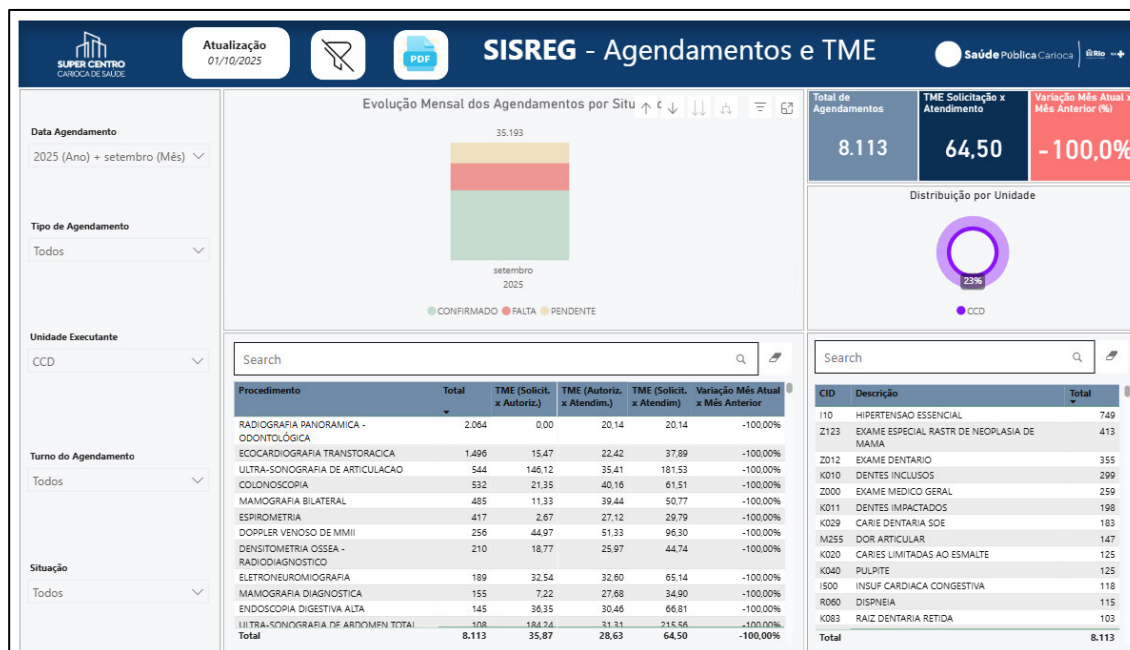 SUPER CENTRO
CARIOCA DE SAÚDE
Atualização
01/10/2025
PDF
SISREG - Agendamentos e TME
Saúde Pública Carioca
Data Agendamento
2025 (Ano) + setembro (Mês)
Tipo de Agendamento
Todos
Unidade Executante
CCD
Turno do Agendamento
Todos
Situação
Todos
Evolução Mensal dos Agendamentos por Situ
35.193
setembro
2025
CONFIRMADO FALTA PENDENTE
Total de
Agendamentos
8.113
TME Solicitação x
Atendimento
64,50
Variação Mês Atual x
Mês Anterior (%)
-100,0%
Distribuição por Unidade
23%
CCD
Search
Procedimento Total TME (Solicit. x Autoriz.) TME (Autoriz. x Atendim.) TME (Solicit. x Atendim) Variação Mês Atual x Mês Anterior
RADIOGRAFIA PANORAMICA - ODONTOLÓGICA 2.064 0,00 20,14 20,14 -100,00%
ECOCARDIOGRAFIA TRANSTORACICA 1.496 15,47 22,42 37,89 -100,00%
ULTRA-SONOGRAFIA DE ARTICULACAO 544 146,12 35,41 181,53 -100,00%
COLONOSCOPIA 532 21,35 40,16 61,51 -100,00%
MAMOGRAFIA BILATERAL 485 11,33 39,44 50,77 -100,00%
ESPIROMETRIA 417 2,67 27,12 29,79 -100,00%
DOPPLER VENOSO DE MMII 256 44,97 51,33 96,30 -100,00%
DENSITOMETRIA OSSEA - RADIODIAGNOSTICO 210 18,77 25,97 44,74 -100,00%
ELETRONEUROMIOGRAFIA 189 32,54 32,60 65,14 -100,00%
MAMOGRAFIA DIAGNOSTICA 155 7,22 27,68 34,90 -100,00%
ENDOSCOPIA DIGESTIVA ALTA 145 36,35 30,46 66,81 -100,00%
ULTRA-SONOGRAFIA DE ABDOMEN TOTAL 108 184,24 31,31 215,56 -100,00%
Total 8.113 35,87 28,63 64,50 -100,00%
Search
CID Descrição Total
I10 HIPERTENSAO ESSENCIAL 749
Z123 EXAME ESPECIAL RASTR DE NEOPLASIA DE MAMA 413
Z012 EXAME DENTARIO 355
K010 DENTES INCLUSOS 299
Z000 EXAME MEDICO GERAL 259
K011 DENTES IMPACTADOS 198
K029 CARIE DENTARIA SOE 183
M255 DOR ARTICULAR 147
K020 CARIES LIMITADAS AO ESMALTE 125
K040 PULPITE 125
I500 INSUF CARDIACA CONGESTIVA 118
R060 DISPNEIA 115
K083 RAIZ DENTARIA RETIDA 103
Total 8.113